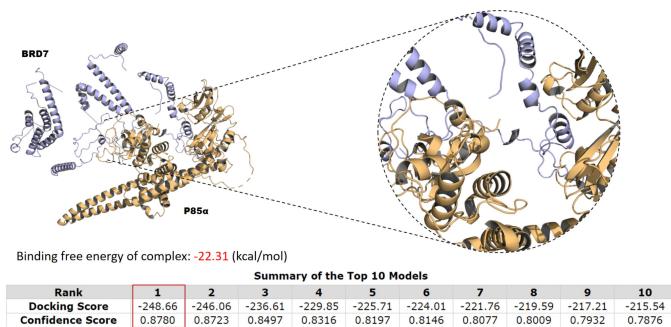 BRD7
P85α
Binding free energy of complex: -22.31 (kcal/mol)
Summary of the Top 10 Models
Rank 1 2 3 4 5 6 7 8 9 10
Docking Score -248.66 -246.06 -236.61 -229.85 -225.71 -224.01 -221.76 -219.59 -217.21 -215.54
Confidence Score 0.8780 0.8723 0.8497 0.8316 0.8197 0.8146 0.8077 0.8009 0.7932 0.7876